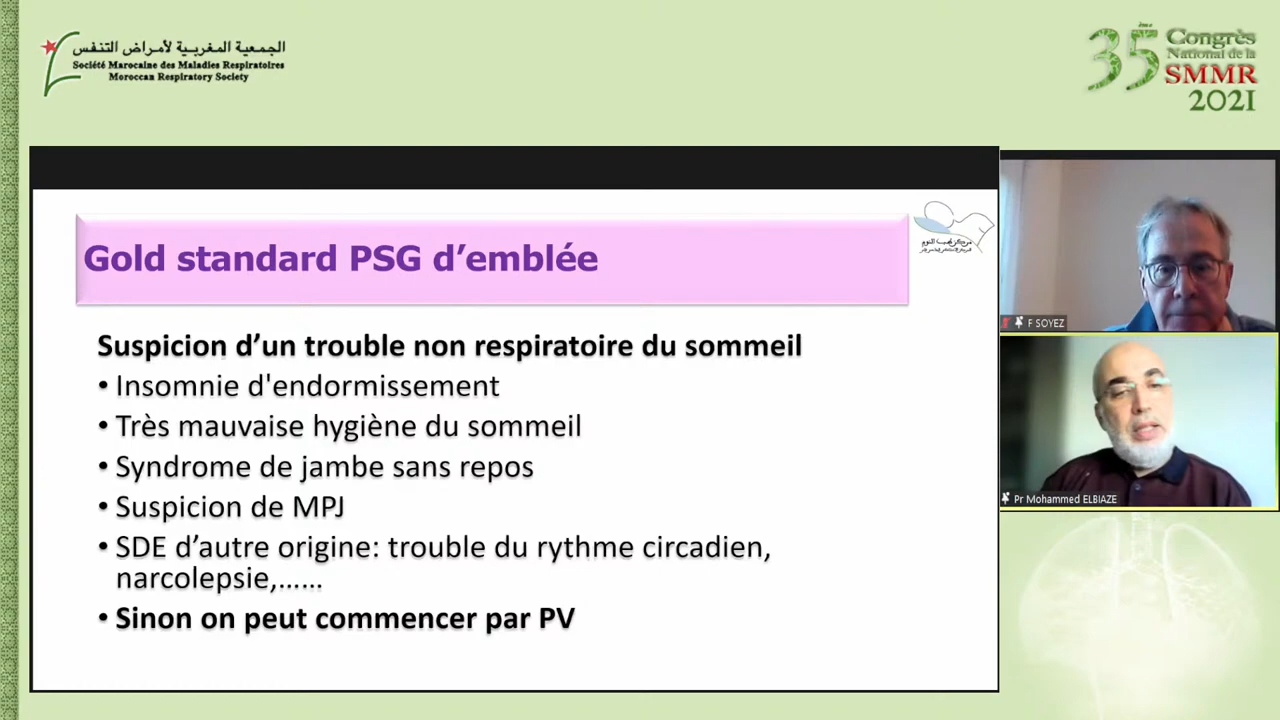 الجمعية المغربية لأمراض التنفس
Société Marocaine des Maladies Respiratoires
Moroccan Respiratory Society
35ème Congrès
National de la
SMMR
2021
Gold standard PSG d’emblée
Suspicion d’un trouble non respiratoire du sommeil
• Insomnie d'endormissement
• Très mauvaise hygiène du sommeil
• Syndrome de jambe sans repos
• Suspicion de MPJ
• SDE d’autre origine: trouble du rythme circadien,
narcolepsie,……
• Sinon on peut commencer par PV
F SOYEZ
Pr Mohammed ELBIAZE